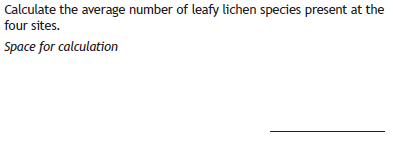 Calculate the average number of leafy lichen species present at the
four sites.
Space for calculation